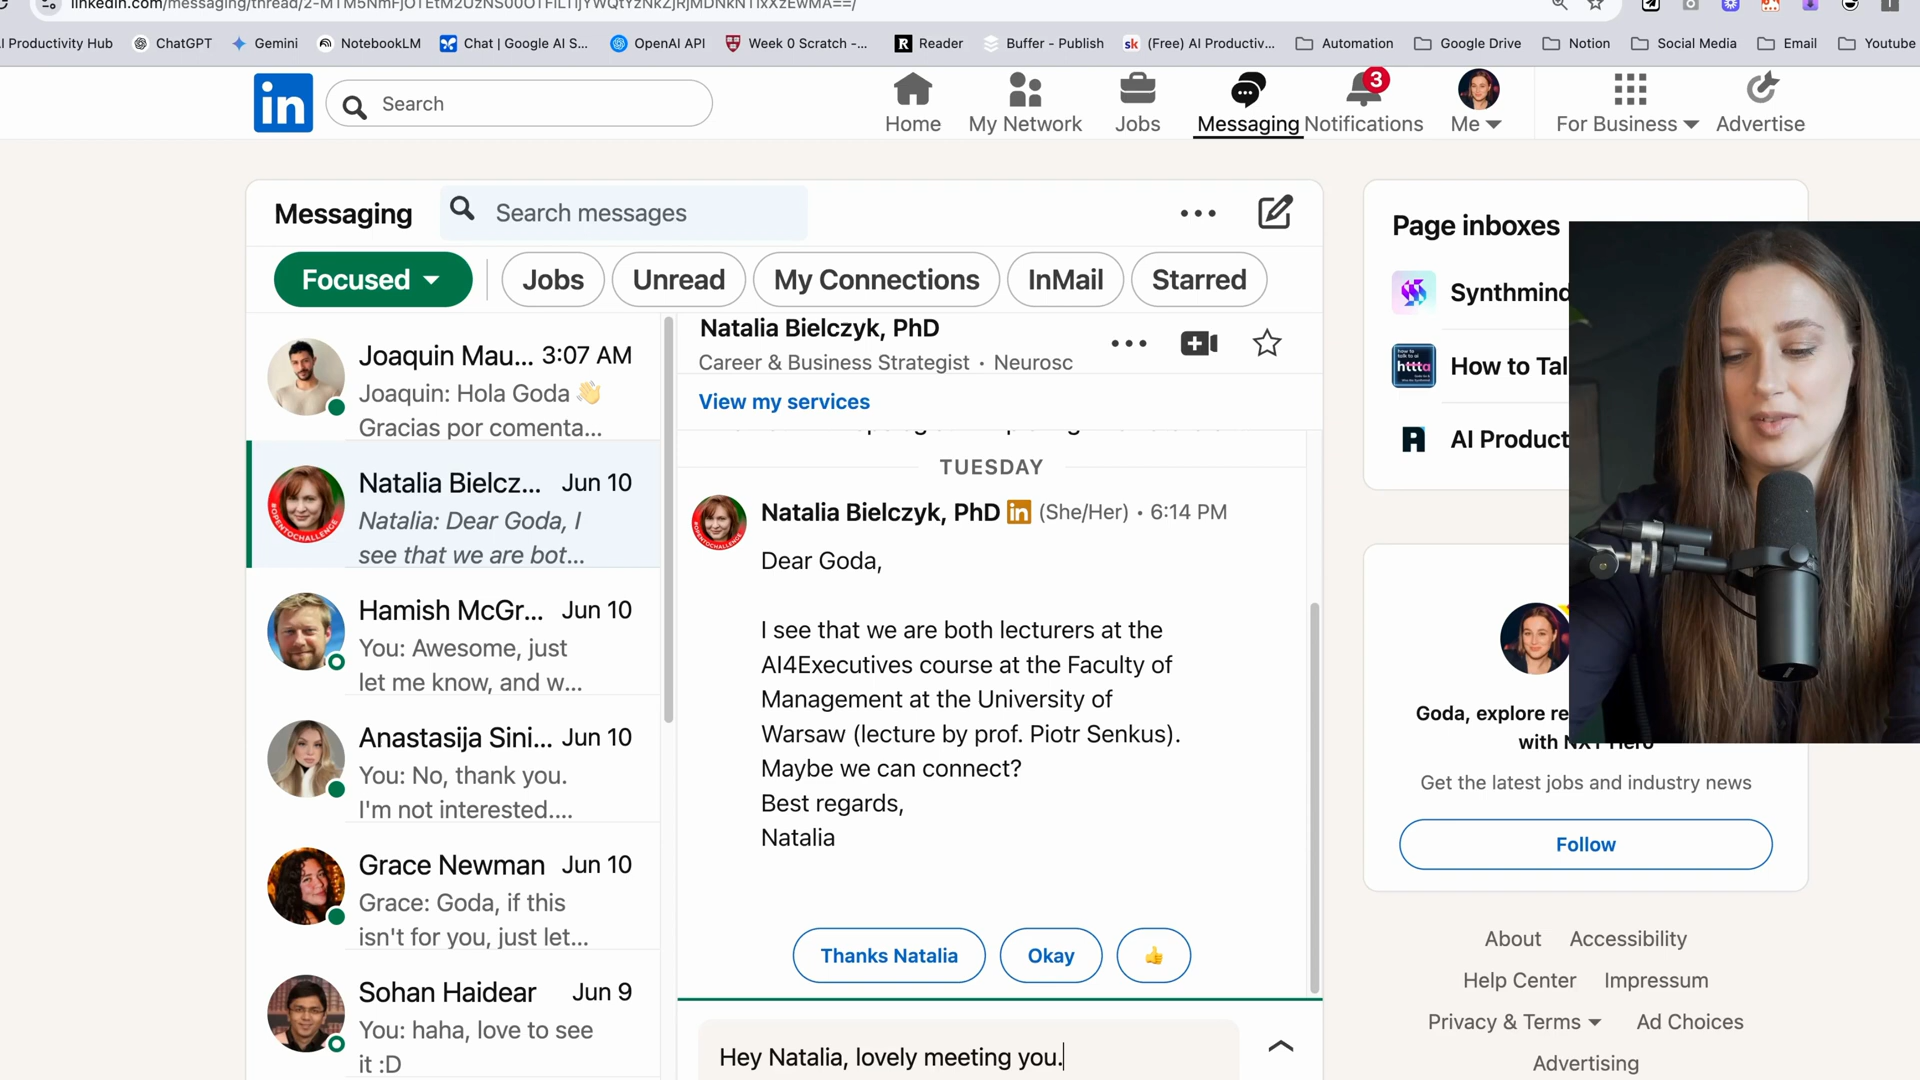 I Productivity Hub
ChatGPT
Gemini
NotebookLM
Chat | Google AI S...
OpenAI API
Week 0 Scratch -...
Reader
Buffer - Publish
(Free) AI Productiv...
Automation
Google Drive
Notion
Social Media
Email
Youtube
in
Search
Home
My Network
Jobs
Messaging
3
Notifications
Me
For Business
Advertise
Messaging
Search messages
Focused
Jobs
Unread
My Connections
InMail
Starred
Joaquin Mau... 3:07 AM
Joaquin: Hola Goda 👋
Gracias por comenta...
Natalia Bielcz... Jun 10
Natalia: Dear Goda, I
see that we are bot...
Hamish McGr... Jun 10
You: Awesome, just
let me know, and w...
Anastasija Sini... Jun 10
You: No, thank you.
I'm not interested....
Grace Newman Jun 10
Grace: Goda, if this
isn't for you, just let...
Sohan Haidear Jun 9
You: haha, love to see
it :D
Natalia Bielczyk, PhD
Career & Business Strategist • Neurosc
View my services
TUESDAY
Natalia Bielczyk, PhD in (She/Her) • 6:14 PM
Dear Goda,
I see that we are both lecturers at the
AI4Executives course at the Faculty of
Management at the University of
Warsaw (lecture by prof. Piotr Senkus).
Maybe we can connect?
Best regards,
Natalia
Thanks Natalia
Okay
👍
Hey Natalia, lovely meeting you.
Page inboxes
Synthmind
How to Tal
AI Product
Goda, explore re
with NXT Hero
Get the latest jobs and industry news
Follow
About
Accessibility
Help Center
Impressum
Privacy & Terms
Ad Choices
Advertising